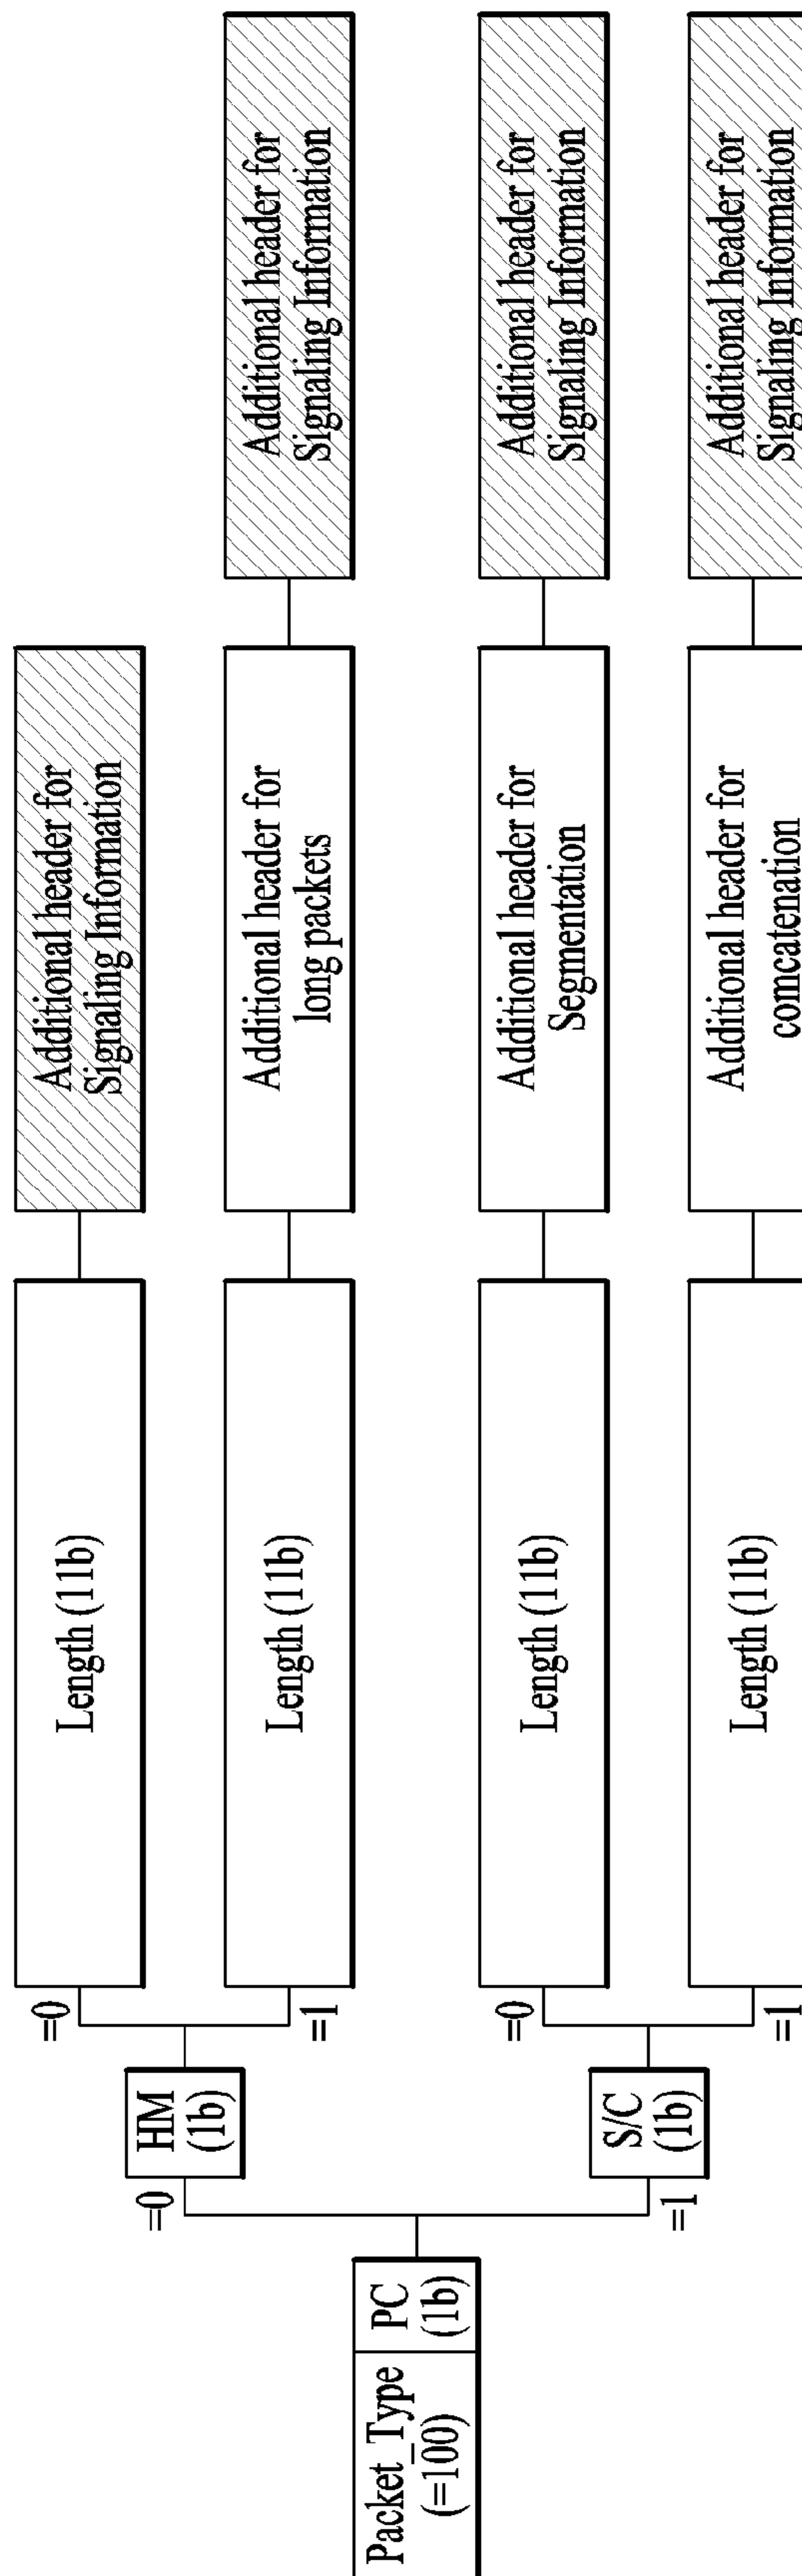 Packet_Type
(=100)
PC
(1b)
=0
HM
(1b)
=0
Length (11b)
Additional header for
Signaling Information
=1
Length (11b)
Additional header for
long packets
Additional header for
Signaling Information
=1
S/C
(1b)
=0
Length (11b)
Additional header for
Segmentation
Additional header for
Signaling Information
=1
Length (11b)
Additional header for
comcatenation
Additional header for
Signaling Information